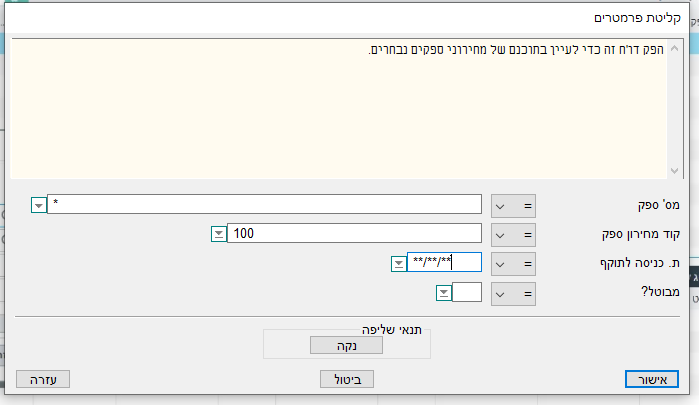 קליטת פרמטרים
הפק דו"ח זה כדי לעיין בתוכנם של מחירוני ספקים נבחרים.
מס' ספק = *
קוד מחירון ספק = 100
ת. כניסה לתוקף = **/**/**
מבוטל? =
תנאי שליפה
נקה
אישור ביטול עזרה